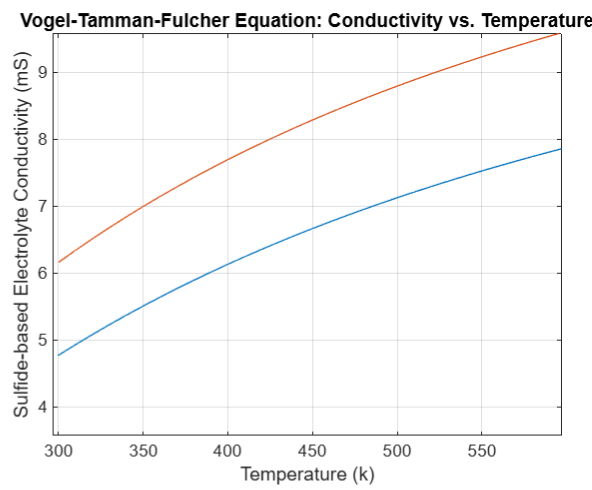 Vogel-Tamman-Fulcher Equation: Conductivity vs. Temperature
Sulfide-based Electrolyte Conductivity (mS)
9
8
7
6
5
4
300 350 400 450 500 550
Temperature (k)